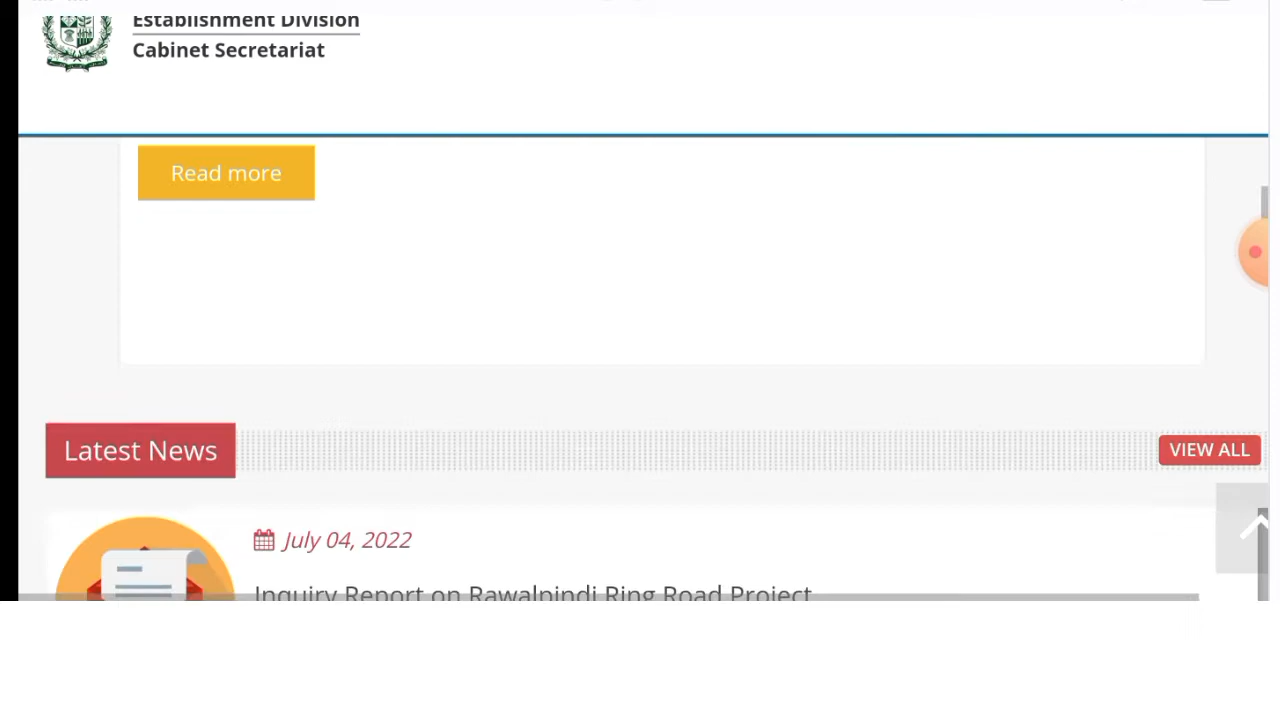 Establishment Division
Cabinet Secretariat
Read more
Latest News
VIEW ALL
July 04, 2022
Inquiry Report on Rawalpindi Ring Road Project